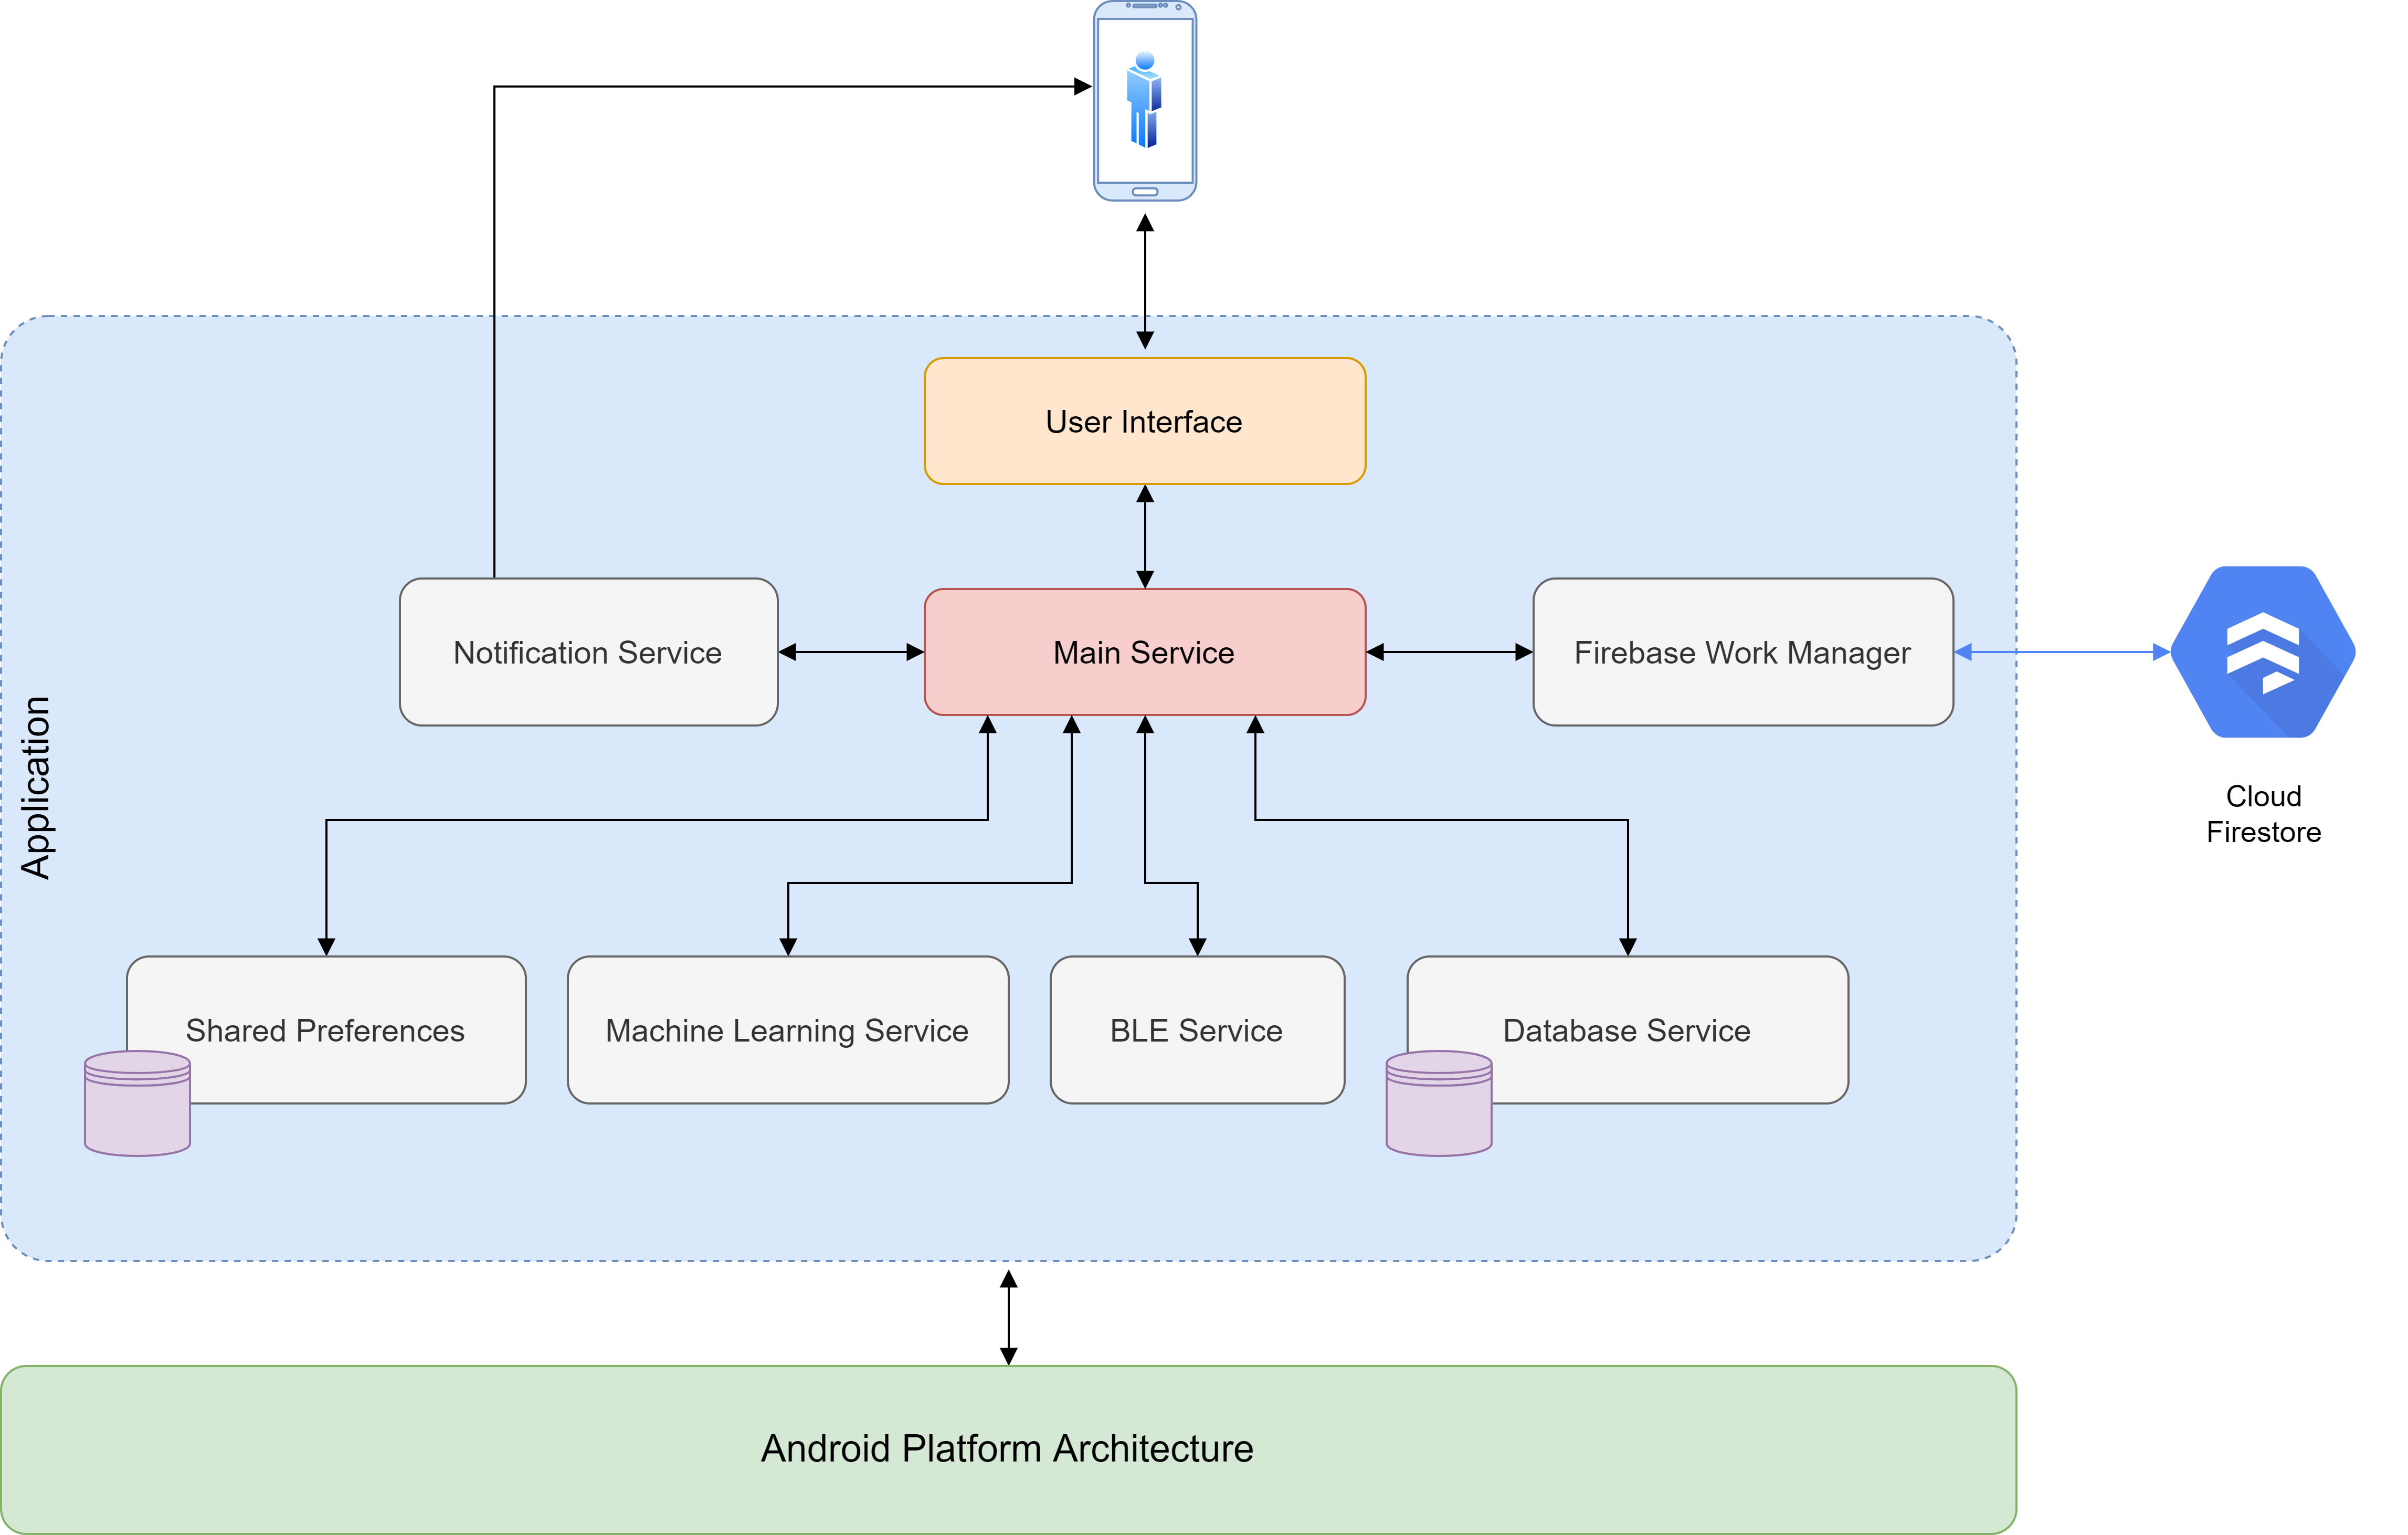 User Interface
Notification Service
Main Service
Firebase Work Manager
Application
Cloud
Firestore
Shared Preferences
Machine Learning Service
BLE Service
Database Service
Android Platform Architecture